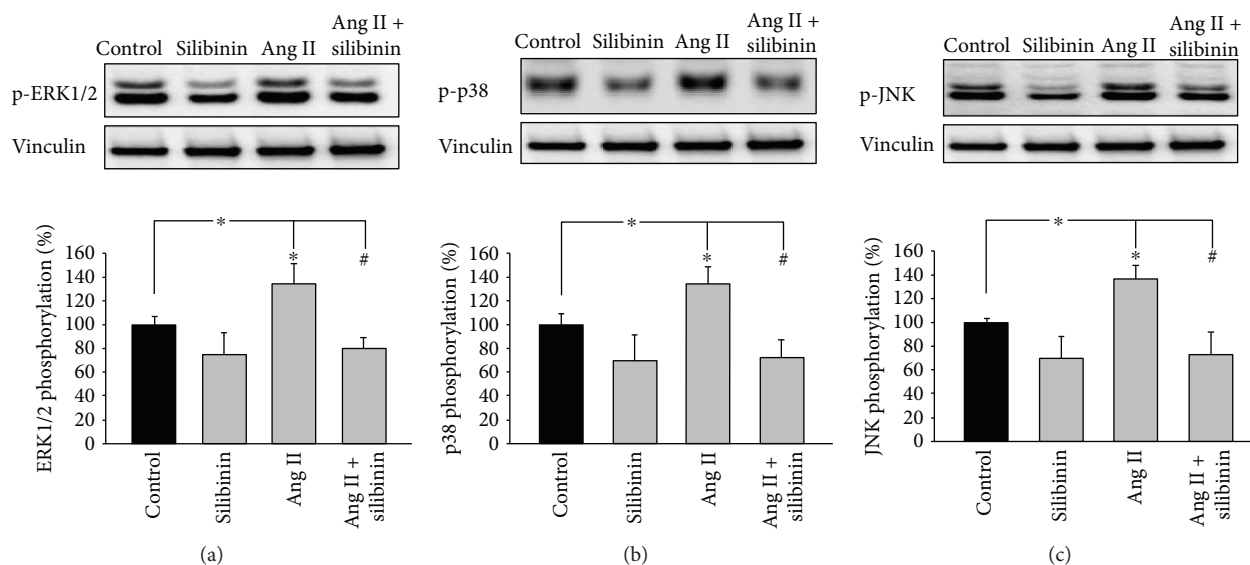 Ang II +
Control Silibinin Ang II silibinin
p-ERK1/2
Vinculin
*
ERK1/2 phosphorylation (%)
160
140
120
100
80
60
40
20
0
*
#
Control
Silibinin
Ang II
Ang II +
silibinin
(a)
Ang II +
Control Silibinin Ang II silibinin
p-p38
Vinculin
*
p38 phosphorylation (%)
160
140
120
100
80
60
40
20
0
*
#
Control
Silibinin
Ang II
Ang II +
silibinin
(b)
Ang II +
Control Silibinin Ang II silibinin
p-JNK
Vinculin
*
JNK phosphorylation (%)
160
140
120
100
80
60
40
20
0
*
#
Control
Silibinin
Ang II
Ang II +
silibinin
(c)